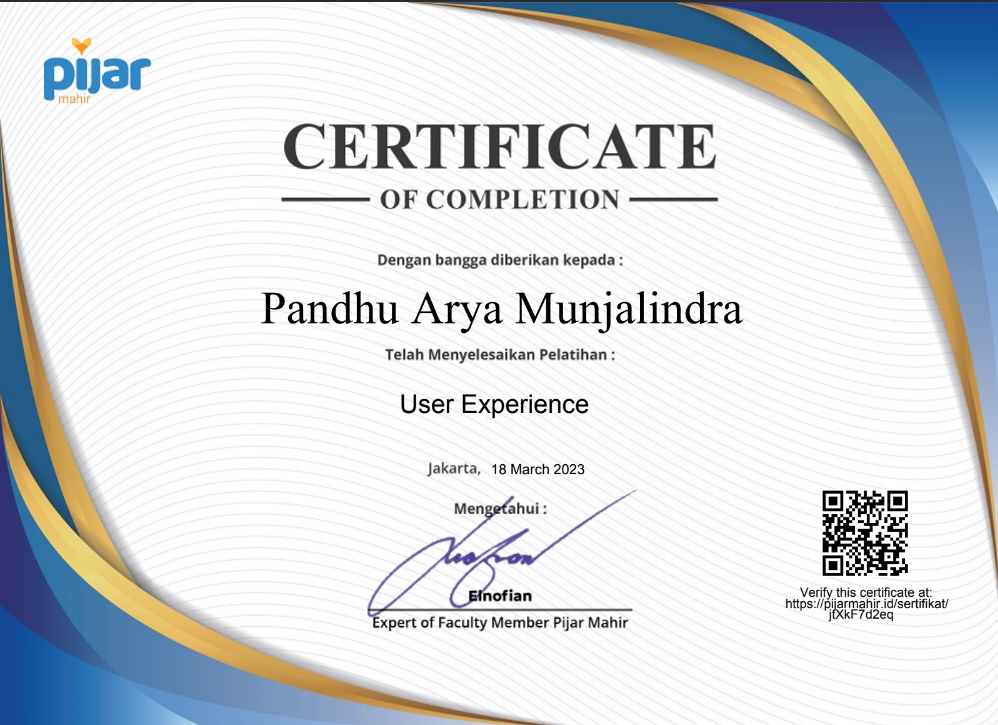 pijar
mahir
CERTIFICATE
OF COMPLETION
Dengan bangga diberikan kepada :
Pandhu Arya Munjalindra
Telah Menyelesaikan Pelatihan :
User Experience
Jakarta, 18 March 2023
Mengetahui :
Elnofian
Expert of Faculty Member Pijar Mahir
Verify this certificate at:
https://pijarmahir.id/sertifikat/
jfXkF7d2eq